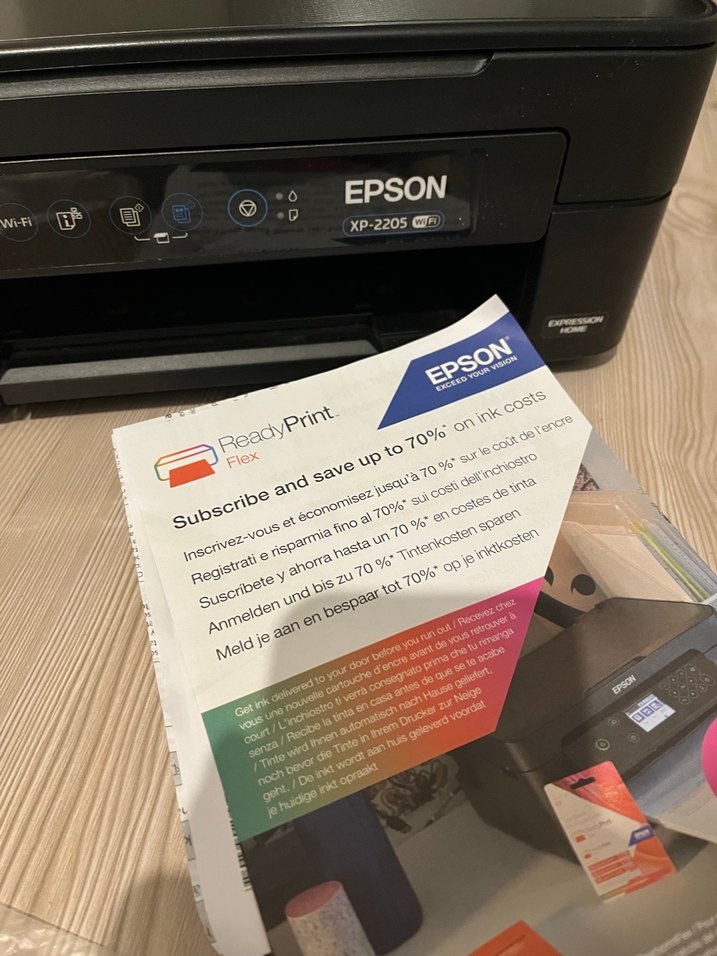 EPSON
Wi-Fi
XP-2205 WiFi
EXPRESSION
HOME
EPSON
EXCEED YOUR VISION
ReadyPrint™
Flex
Subscribe and save up to 70%* on ink costs
Inscrivez-vous et économisez jusqu'à 70 %* sur le coût de l'encre
Registrati e risparmia fino al 70%* sui costi dell'inchiostro
Suscríbete y ahorra hasta un 70 %* en costes de tinta
Anmelden und bis zu 70 %* Tintenkosten sparen
Meld je aan en bespaar tot 70%* op je inktkosten
Get ink delivered to your door before you run out / Recevez chez
vous une nouvelle cartouche d'encre avant de vous retrouver à
court / L'inchiostro ti verrà consegnato prima che tu rimanga
senza / Recibe la tinta en casa antes de que se te acabe
/ Tinte wird Ihnen automatisch nach Hause geliefert,
noch bevor die Tinte in Ihrem Drucker zur Neige
geht. / De inkt wordt aan huis geleverd voordat
je huidige inkt opraakt
EPSON